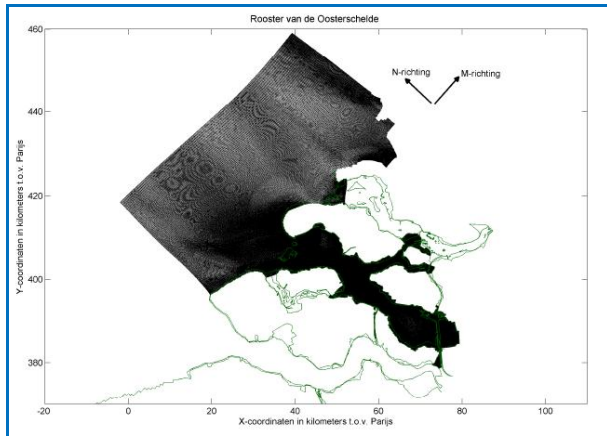 Rooster van de Oosterschelde
460
440
420
400
380
-20
0
20
40
60
80
100
Y-coordinaten in kilometers t.o.v. Parijs
X-coordinaten in kilometers t.o.v. Parijs
N-richting
M-richting